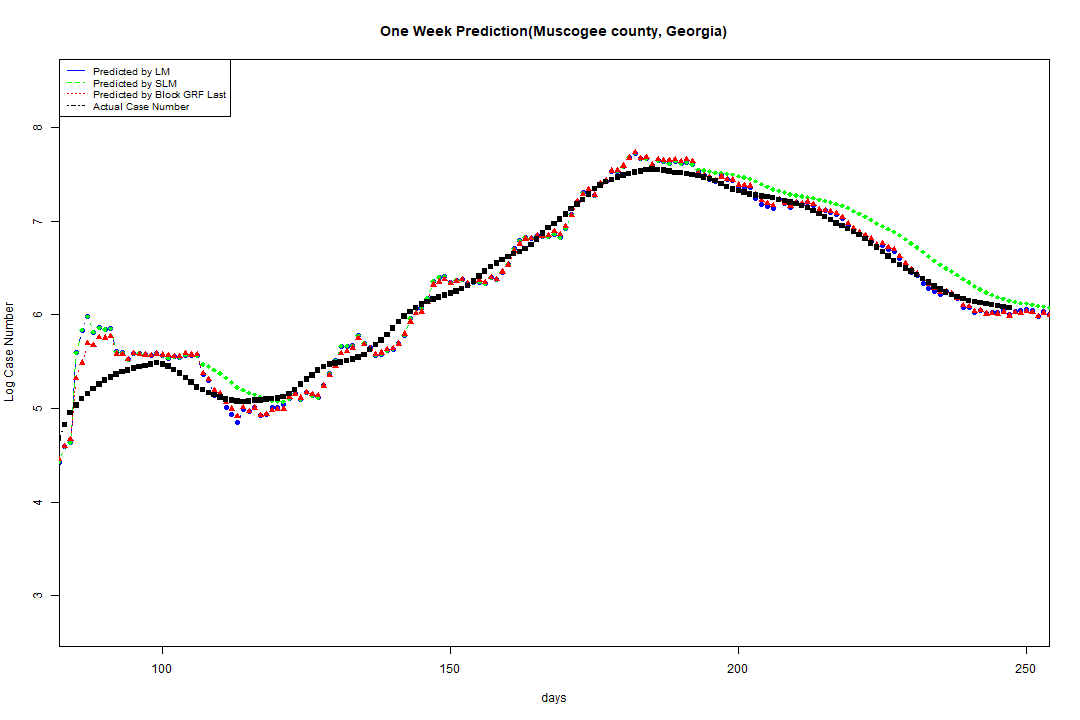 One Week Prediction(Muscogee county, Georgia)
Predicted by LM
Predicted by SLM
Predicted by Block GRF Last
Actual Case Number
Log Case Number
8
7
6
5
4
3
100 150 200 250
days